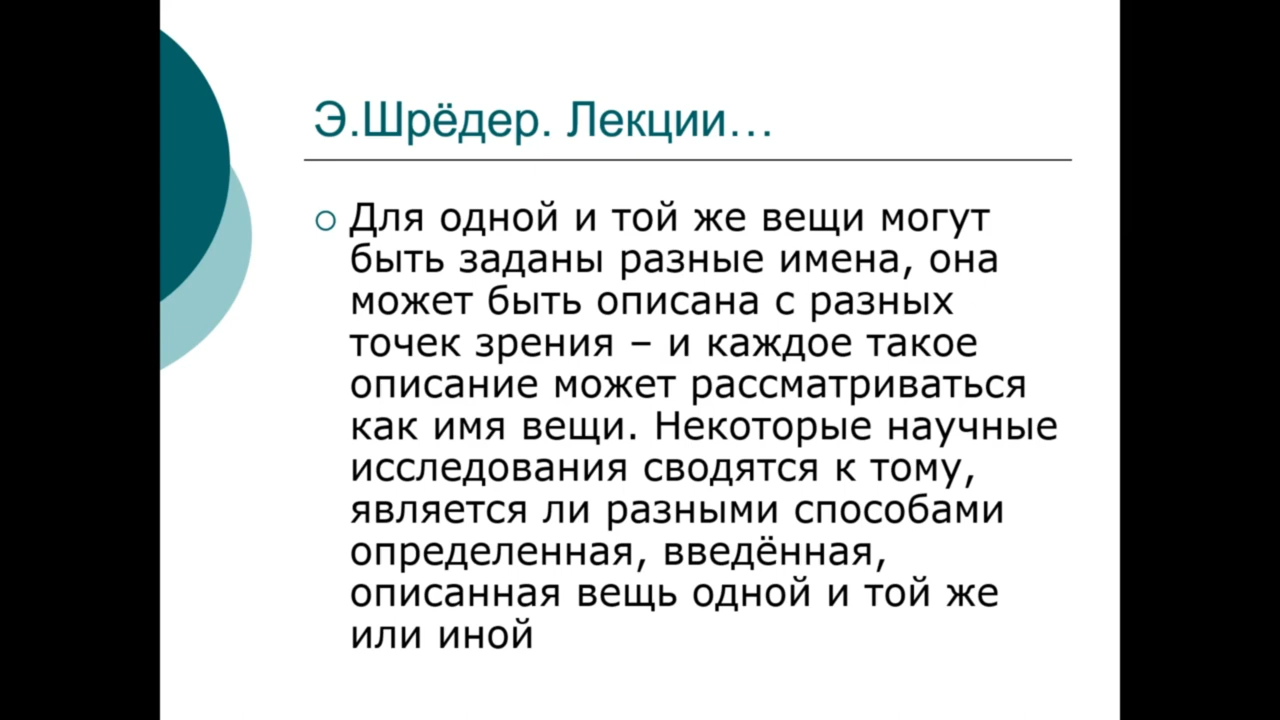 Э.Шрёдер. Лекции…
Для одной и той же вещи могут
быть заданы разные имена, она
может быть описана с разных
точек зрения – и каждое такое
описание может рассматриваться
как имя вещи. Некоторые научные
исследования сводятся к тому,
является ли разными способами
определенная, введённая,
описанная вещь одной и той же
или иной